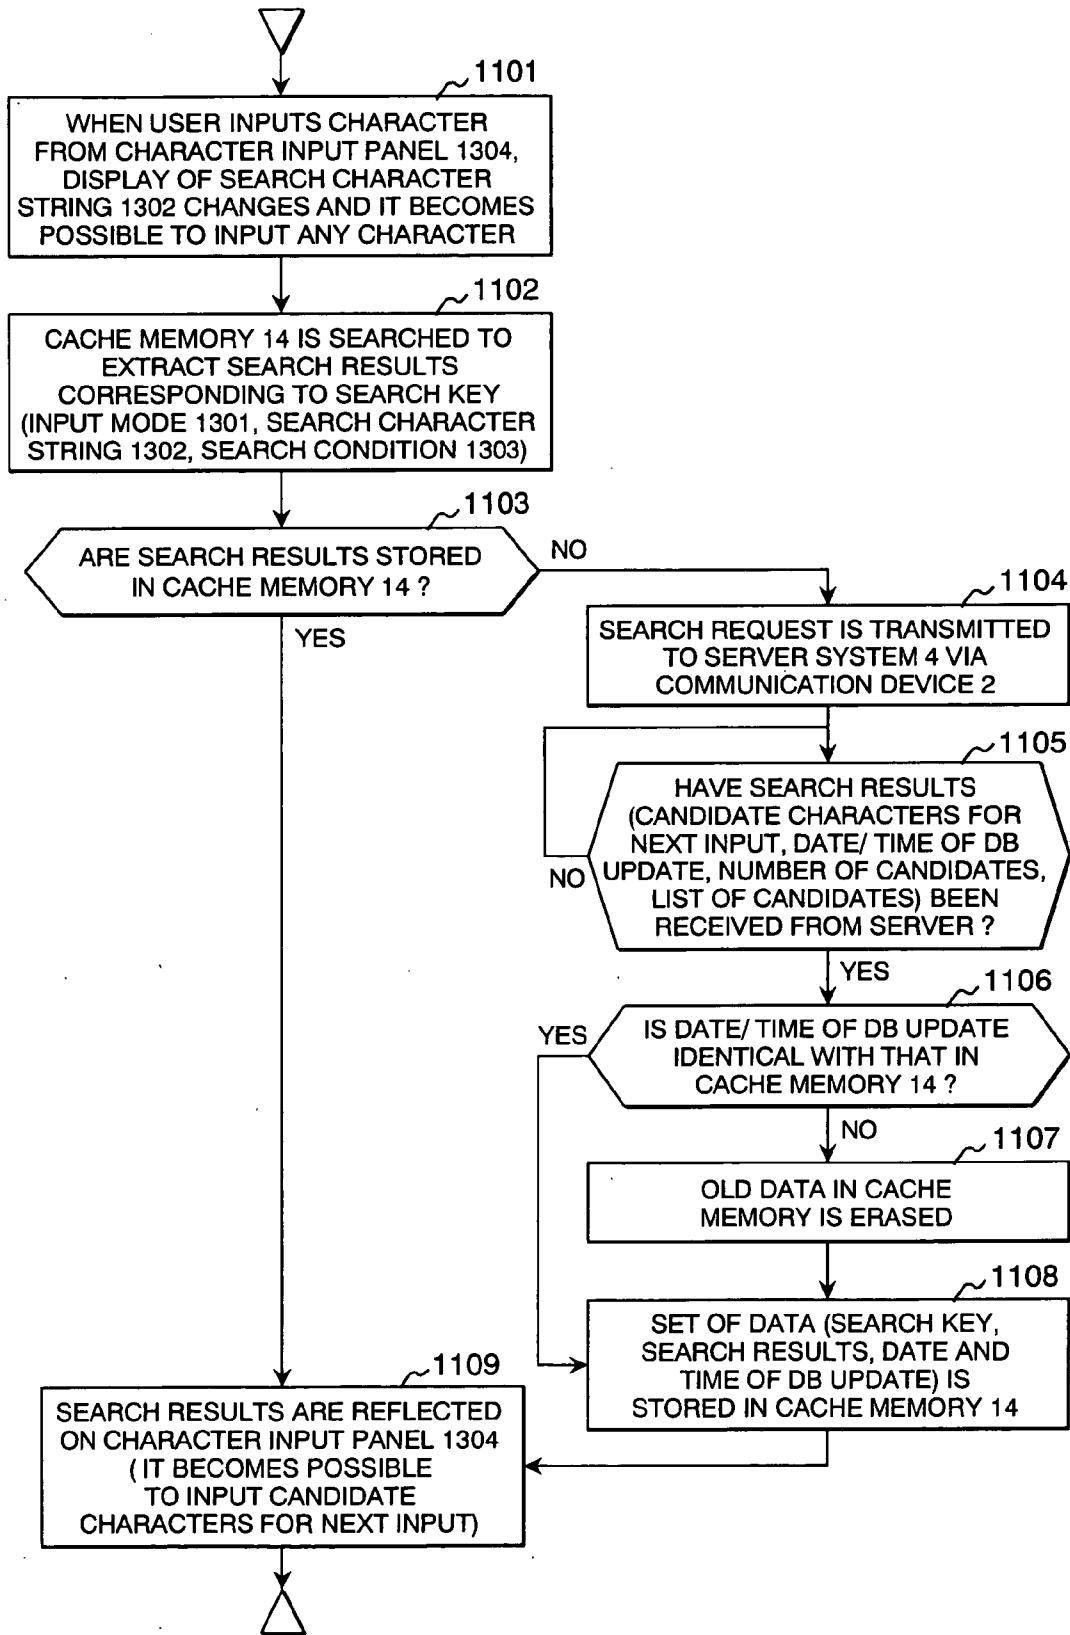 1101
WHEN USER INPUTS CHARACTER
FROM CHARACTER INPUT PANEL 1304,
DISPLAY OF SEARCH CHARACTER
STRING 1302 CHANGES AND IT BECOMES
POSSIBLE TO INPUT ANY CHARACTER
1102
CACHE MEMORY 14 IS SEARCHED TO
EXTRACT SEARCH RESULTS
CORRESPONDING TO SEARCH KEY
(INPUT MODE 1301, SEARCH CHARACTER
STRING 1302, SEARCH CONDITION 1303)
1103
ARE SEARCH RESULTS STORED
IN CACHE MEMORY 14 ?
NO
YES
1104
SEARCH REQUEST IS TRANSMITTED
TO SERVER SYSTEM 4 VIA
COMMUNICATION DEVICE 2
1105
HAVE SEARCH RESULTS
(CANDIDATE CHARACTERS FOR
NEXT INPUT, DATE/ TIME OF DB
UPDATE, NUMBER OF CANDIDATES,
LIST OF CANDIDATES) BEEN
RECEIVED FROM SERVER ?
NO
YES
1106
IS DATE/ TIME OF DB UPDATE
IDENTICAL WITH THAT IN
CACHE MEMORY 14 ?
YES
NO
1107
OLD DATA IN CACHE
MEMORY IS ERASED
1108
SET OF DATA (SEARCH KEY,
SEARCH RESULTS, DATE AND
TIME OF DB UPDATE) IS
STORED IN CACHE MEMORY 14
1109
SEARCH RESULTS ARE REFLECTED
ON CHARACTER INPUT PANEL 1304
( IT BECOMES POSSIBLE
TO INPUT CANDIDATE
CHARACTERS FOR NEXT INPUT)